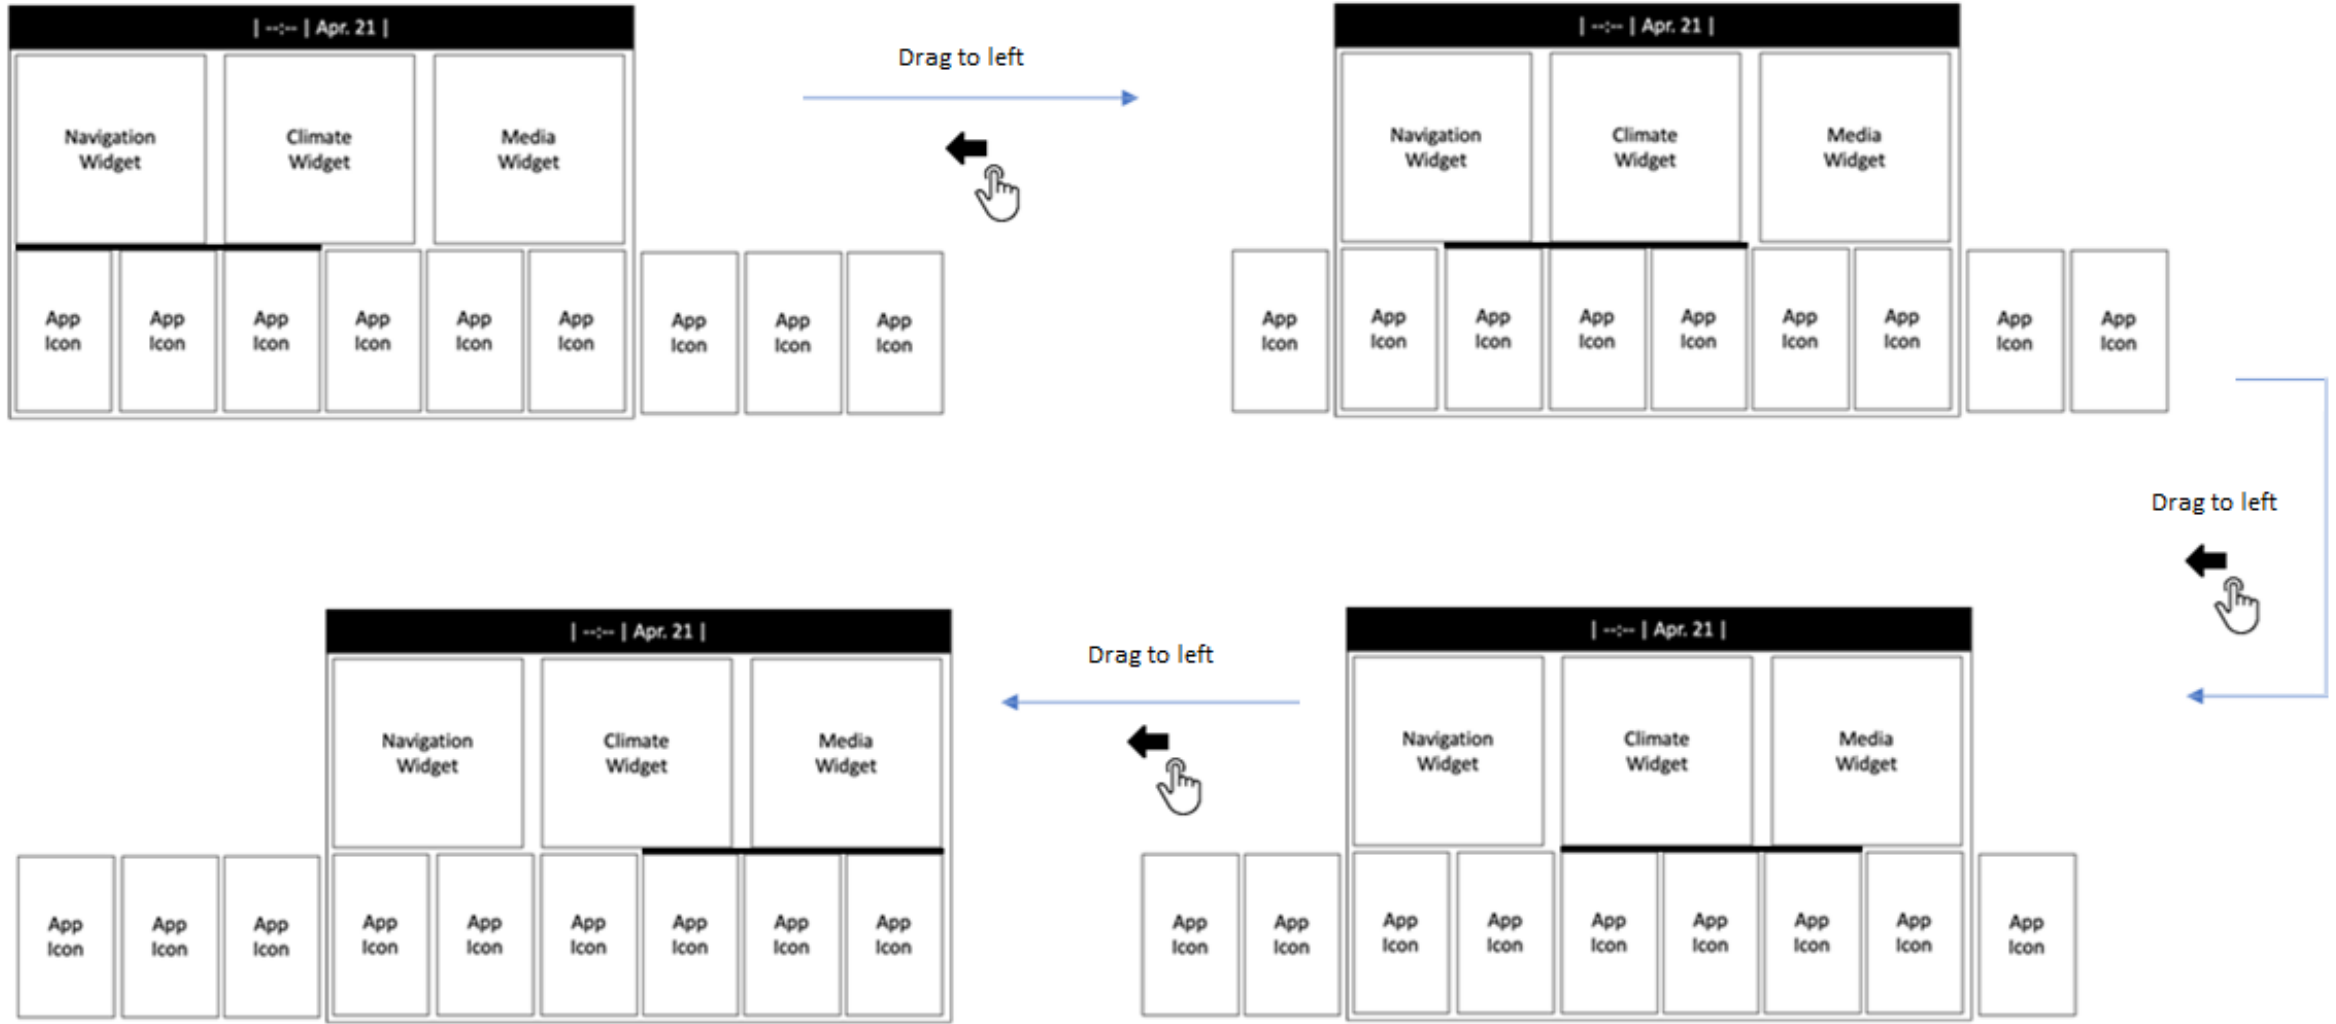 | --:-- | Apr. 21 |
Navigation
Widget
Climate
Widget
Media
Widget
App
Icon
App
Icon
App
Icon
App
Icon
App
Icon
App
Icon
App
Icon
App
Icon
App
Icon
Drag to left
| --:-- | Apr. 21 |
Navigation
Widget
Climate
Widget
Media
Widget
App
Icon
App
Icon
App
Icon
App
Icon
App
Icon
App
Icon
App
Icon
App
Icon
App
Icon
Drag to left
| --:-- | Apr. 21 |
Navigation
Widget
Climate
Widget
Media
Widget
App
Icon
App
Icon
App
Icon
App
Icon
App
Icon
App
Icon
App
Icon
App
Icon
App
Icon
Drag to left
| --:-- | Apr. 21 |
Navigation
Widget
Climate
Widget
Media
Widget
App
Icon
App
Icon
App
Icon
App
Icon
App
Icon
App
Icon
App
Icon
App
Icon
App
Icon